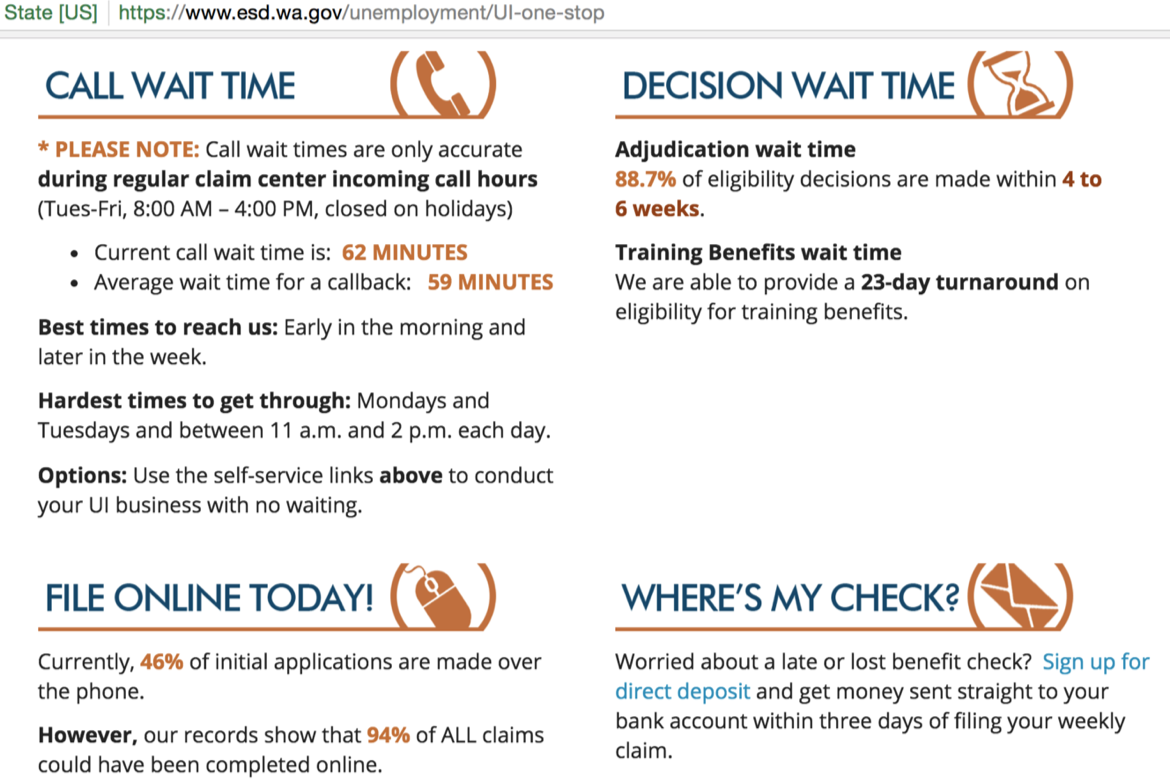 State [US] https://www.esd.wa.gov/unemployment/UI-one-stop
CALL WAIT TIME
* PLEASE NOTE: Call wait times are only accurate
during regular claim center incoming call hours
(Tues-Fri, 8:00 AM – 4:00 PM, closed on holidays)
• Current call wait time is: 62 MINUTES
• Average wait time for a callback: 59 MINUTES
Best times to reach us: Early in the morning and
later in the week.
Hardest times to get through: Mondays and
Tuesdays and between 11 a.m. and 2 p.m. each day.
Options: Use the self-service links above to conduct
your UI business with no waiting.
DECISION WAIT TIME
Adjudication wait time
88.7% of eligibility decisions are made within 4 to
6 weeks.
Training Benefits wait time
We are able to provide a 23-day turnaround on
eligibility for training benefits.
FILE ONLINE TODAY!
Currently, 46% of initial applications are made over
the phone.
However, our records show that 94% of ALL claims
could have been completed online.
WHERE'S MY CHECK?
Worried about a late or lost benefit check? Sign up for
direct deposit and get money sent straight to your
bank account within three days of filing your weekly
claim.